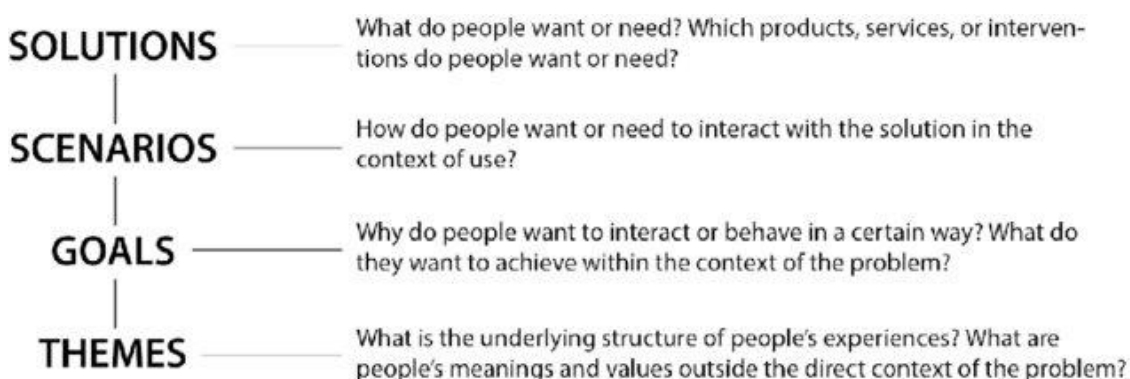 SOLUTIONS
What do people want or need? Which products, services, or interven-
tions do people want or need?
SCENARIOS
How do people want or need to interact with the solution in the
context of use?
GOALS
Why do people want to interact or behave in a certain way? What do
they want to achieve within the context of the problem?
THEMES
What is the underlying structure of people's experiences? What are
people's meanings and values outside the direct context of the problem?